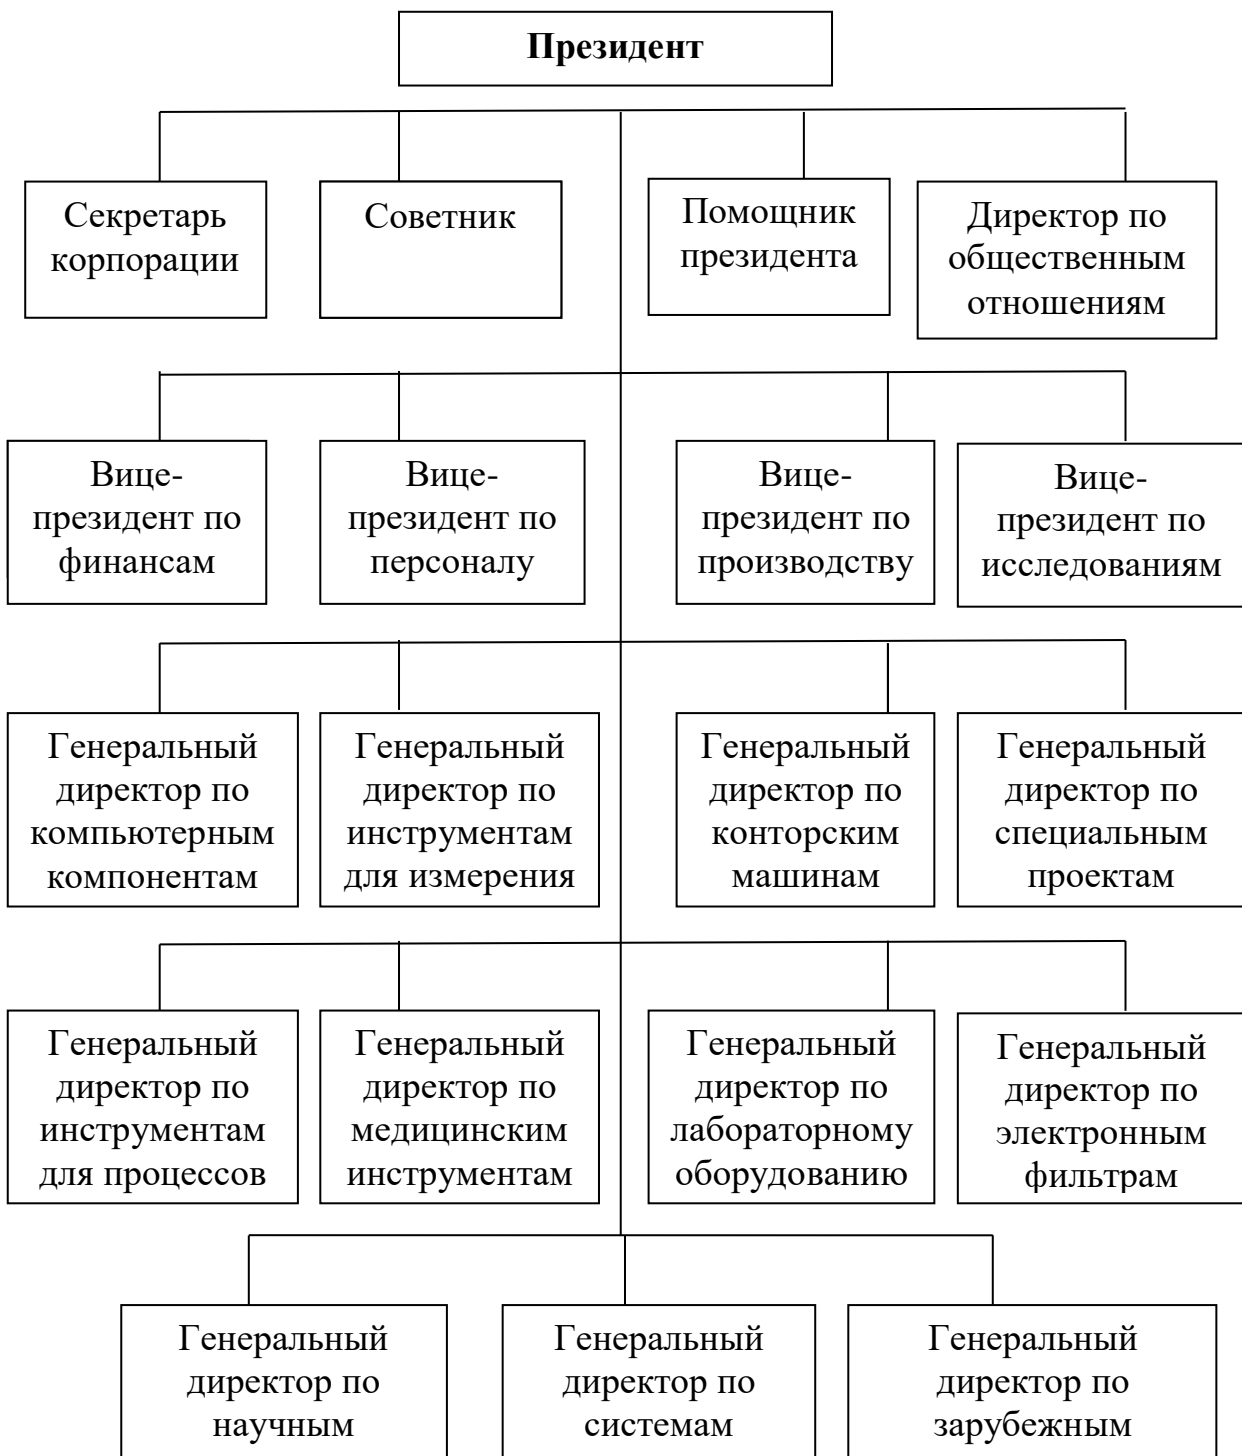 Президент
Секретарь
корпорации
Советник
Помощник
президента
Директор по
общественным
отношениям
Вице-
президент по
финансам
Вице-
президент по
персоналу
Вице-
президент по
производству
Вице-
президент по
исследованиям
Генеральный
директор по
компьютерным
компонентам
Генеральный
директор по
инструментам
для измерения
Генеральный
директор по
конторским
машинам
Генеральный
директор по
специальным
проектам
Генеральный
директор по
инструментам
для процессов
Генеральный
директор по
медицинским
инструментам
Генеральный
директор по
лабораторному
оборудованию
Генеральный
директор по
электронным
фильтрам
Генеральный
директор по
научным
Генеральный
директор по
системам
Генеральный
директор по
зарубежным